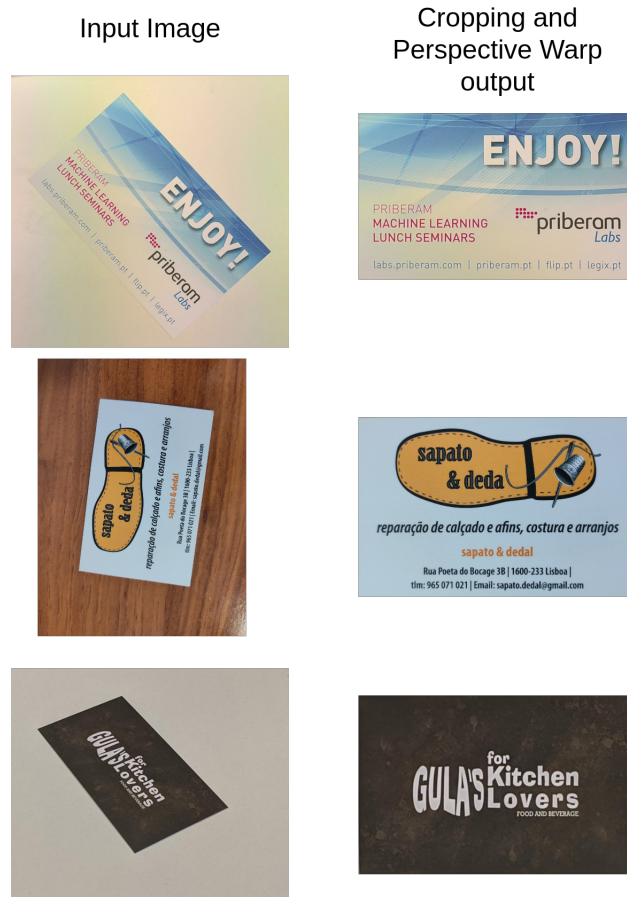 Input Image
Cropping and
Perspective Warp
output
ENJOY!
PRIBERAM
MACHINE LEARNING
LUNCH SEMINARS
priberam
Labs
labs.priberam.com | priberam.pt | flip.pt | legix.pt
ENJOY!
PRIBERAM
MACHINE LEARNING
LUNCH SEMINARS
priberam
Labs
labs.priberam.com | priberam.pt | flip.pt | legix.pt
sapato
& deda
reparação de calçado e afins, costura e arranjos
sapato & dedal
Rua Poeta do Bocage 3B | 1600-233 Lisboa |
tlm: 965 071 021 | Email: sapato.dedal@gmail.com
sapato
& deda
reparação de calçado e afins, costura e arranjos
sapato & dedal
Rua Poeta do Bocage 3B | 1600-233 Lisboa |
tlm: 965 071 021 | Email: sapato.dedal@gmail.com
GULA'S
for
Kitchen
Lovers
FOOD AND BEVERAGE
GULA'S
for
Kitchen
Lovers
FOOD AND BEVERAGE